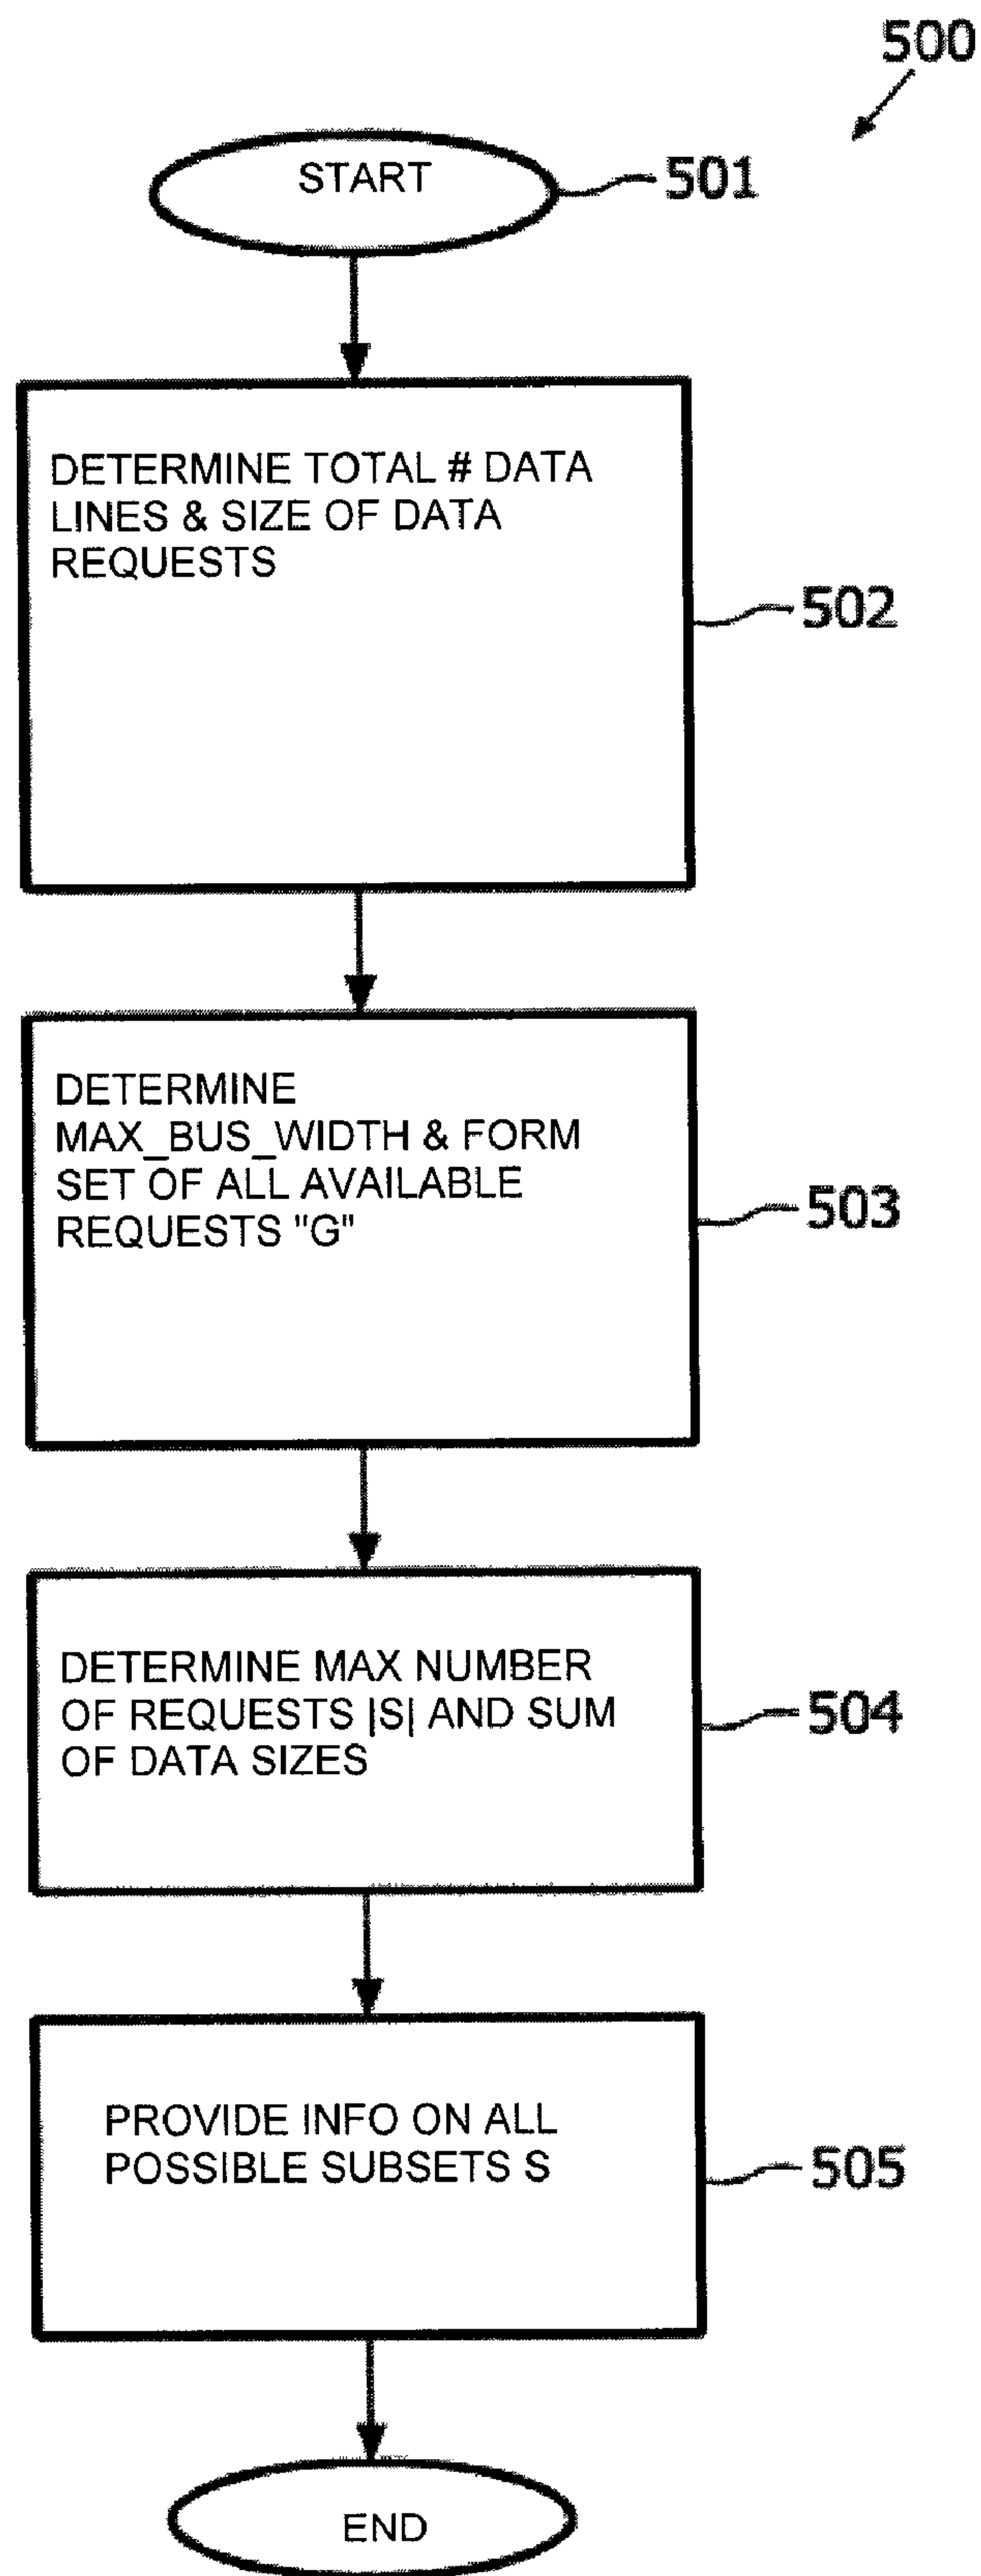 500
START
501
DETERMINE TOTAL # DATA
LINES & SIZE OF DATA
REQUESTS
502
DETERMINE
MAX_BUS_WIDTH & FORM
SET OF ALL AVAILABLE
REQUESTS "G"
503
DETERMINE MAX NUMBER
OF REQUESTS |S| AND SUM
OF DATA SIZES
504
PROVIDE INFO ON ALL
POSSIBLE SUBSETS S
505
END